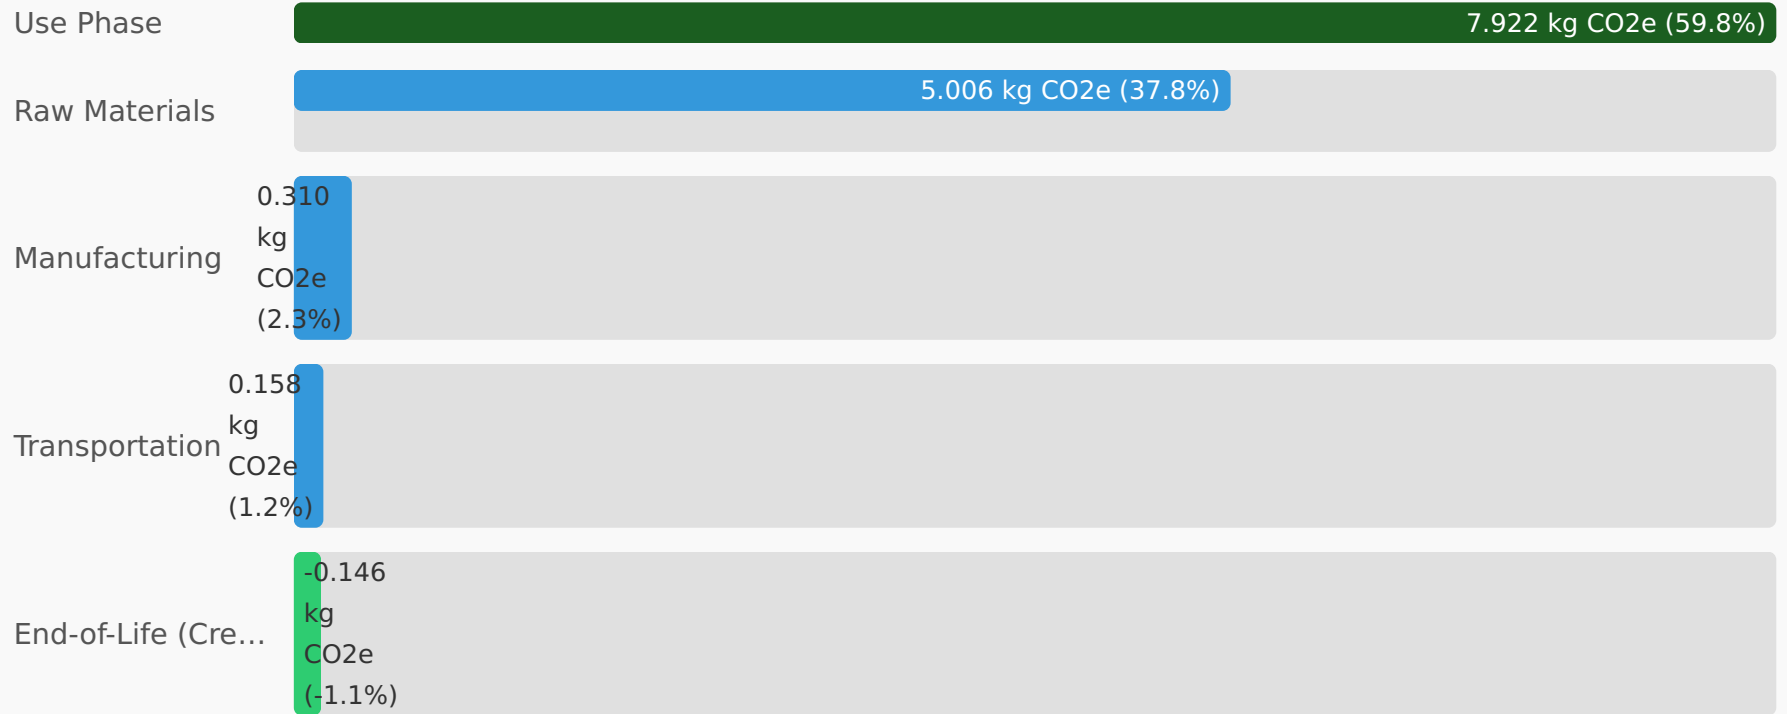 Use Phase
7.922 kg CO2e (59.8%)
Raw Materials
5.006 kg CO2e (37.8%)
Manufacturing
0.310
kg
CO2e
(2.3%)
Transportation
0.158
kg
CO2e
(1.2%)
End-of-Life (Cre...
-0.146
kg
CO2e
(-1.1%)